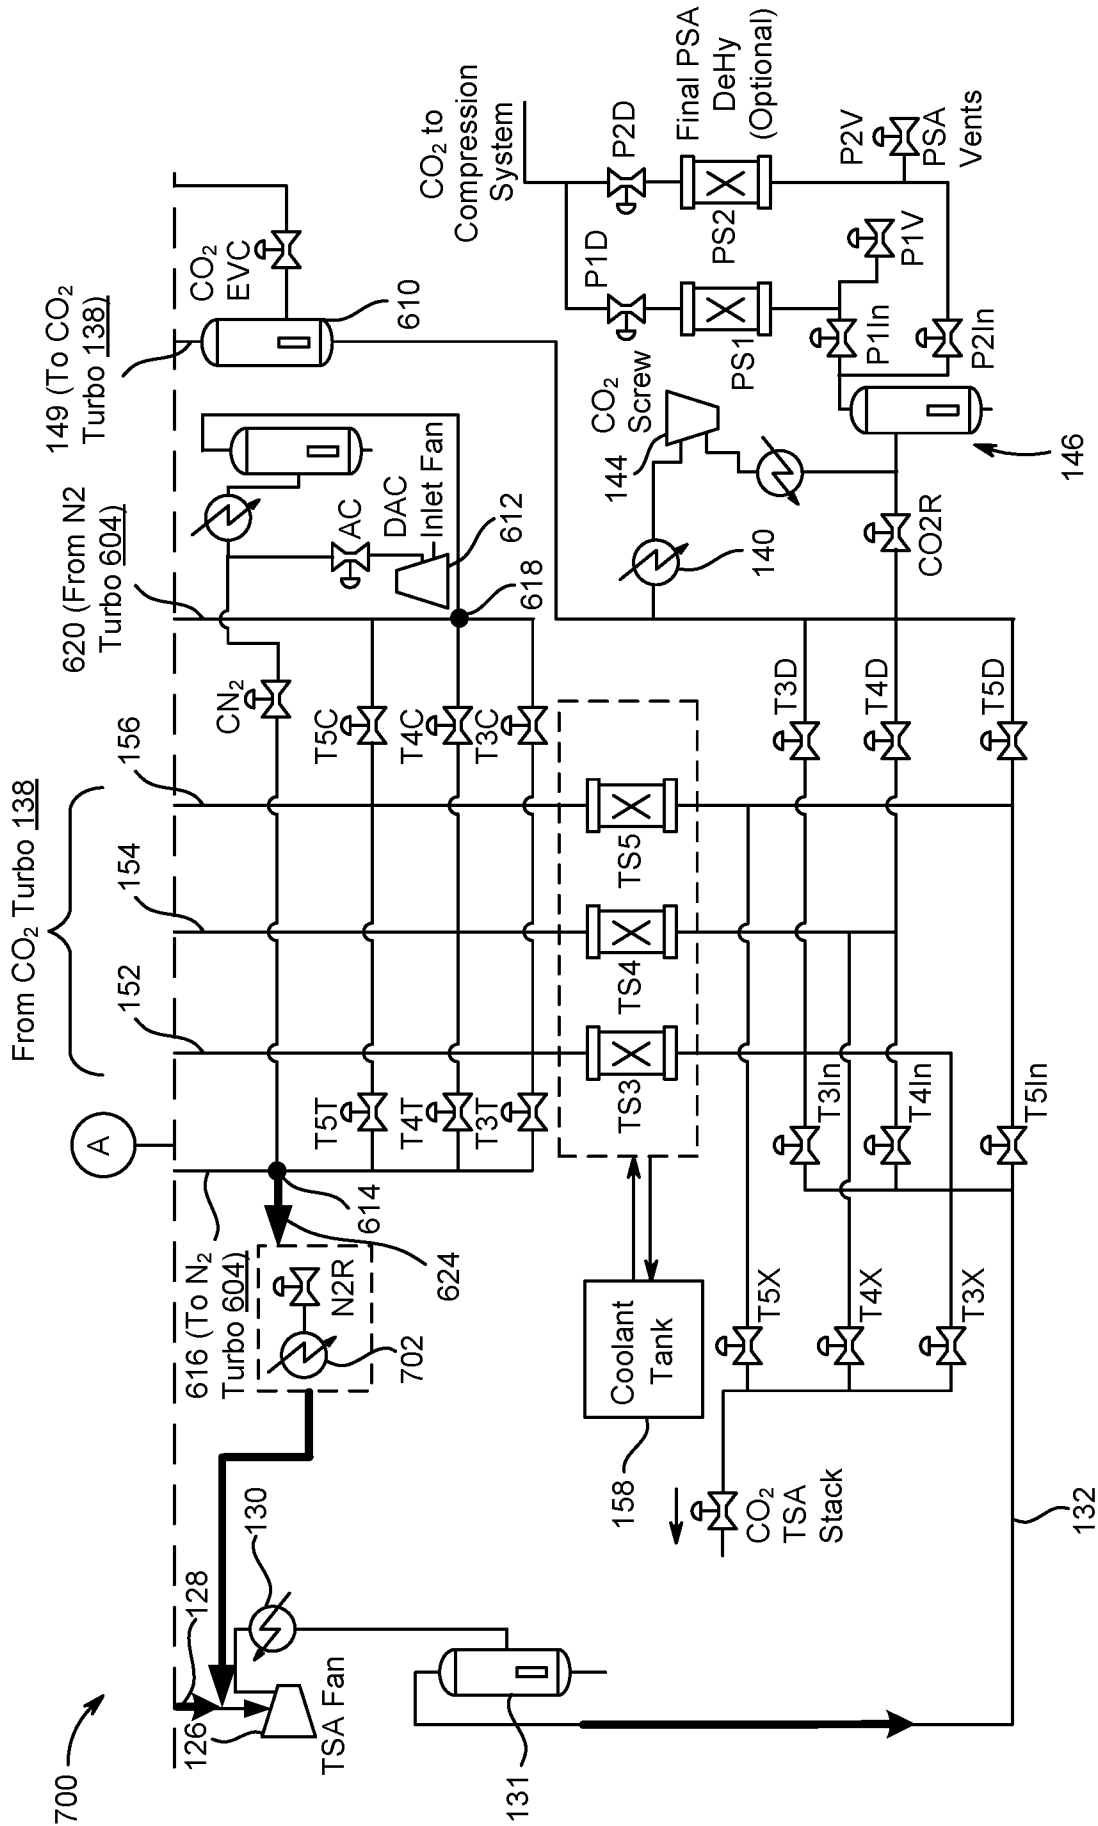 700
From CO₂ Turbo 138
A
152
154
156
620 (From N2
Turbo 604)
149 (To CO₂
Turbo 138)
128
126
TSA Fan
130
131
132
616 (To N₂
Turbo 604)
N2R
702
624
614
CN₂
AC
DAC
Inlet Fan
612
618
610
CO₂
EVC
T5T
T4T
T3T
T5C
T4C
T3C
TS3
TS4
TS5
Coolant
Tank
158
CO₂
TSA
Stack
T5X
T4X
T3X
T3In
T4In
T5In
T3D
T4D
T5D
140
144
CO₂
Screw
CO2R
146
CO₂ to
Compression
System
P1D
P2D
PS1
PS2
Final PSA
DeHy
(Optional)
P1In
P2In
P1V
P2V
PSA
Vents